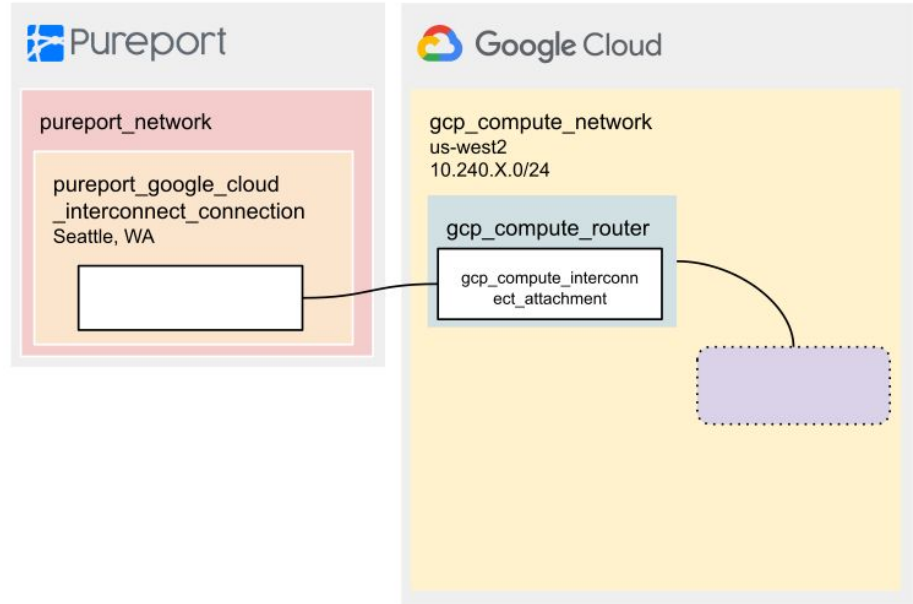 Pureport
pureport_network
pureport_google_cloud
_interconnect_connection
Seattle, WA
Google Cloud
gcp_compute_network
us-west2
10.240.X.0/24
gcp_compute_router
gcp_compute_interconn
ect_attachment